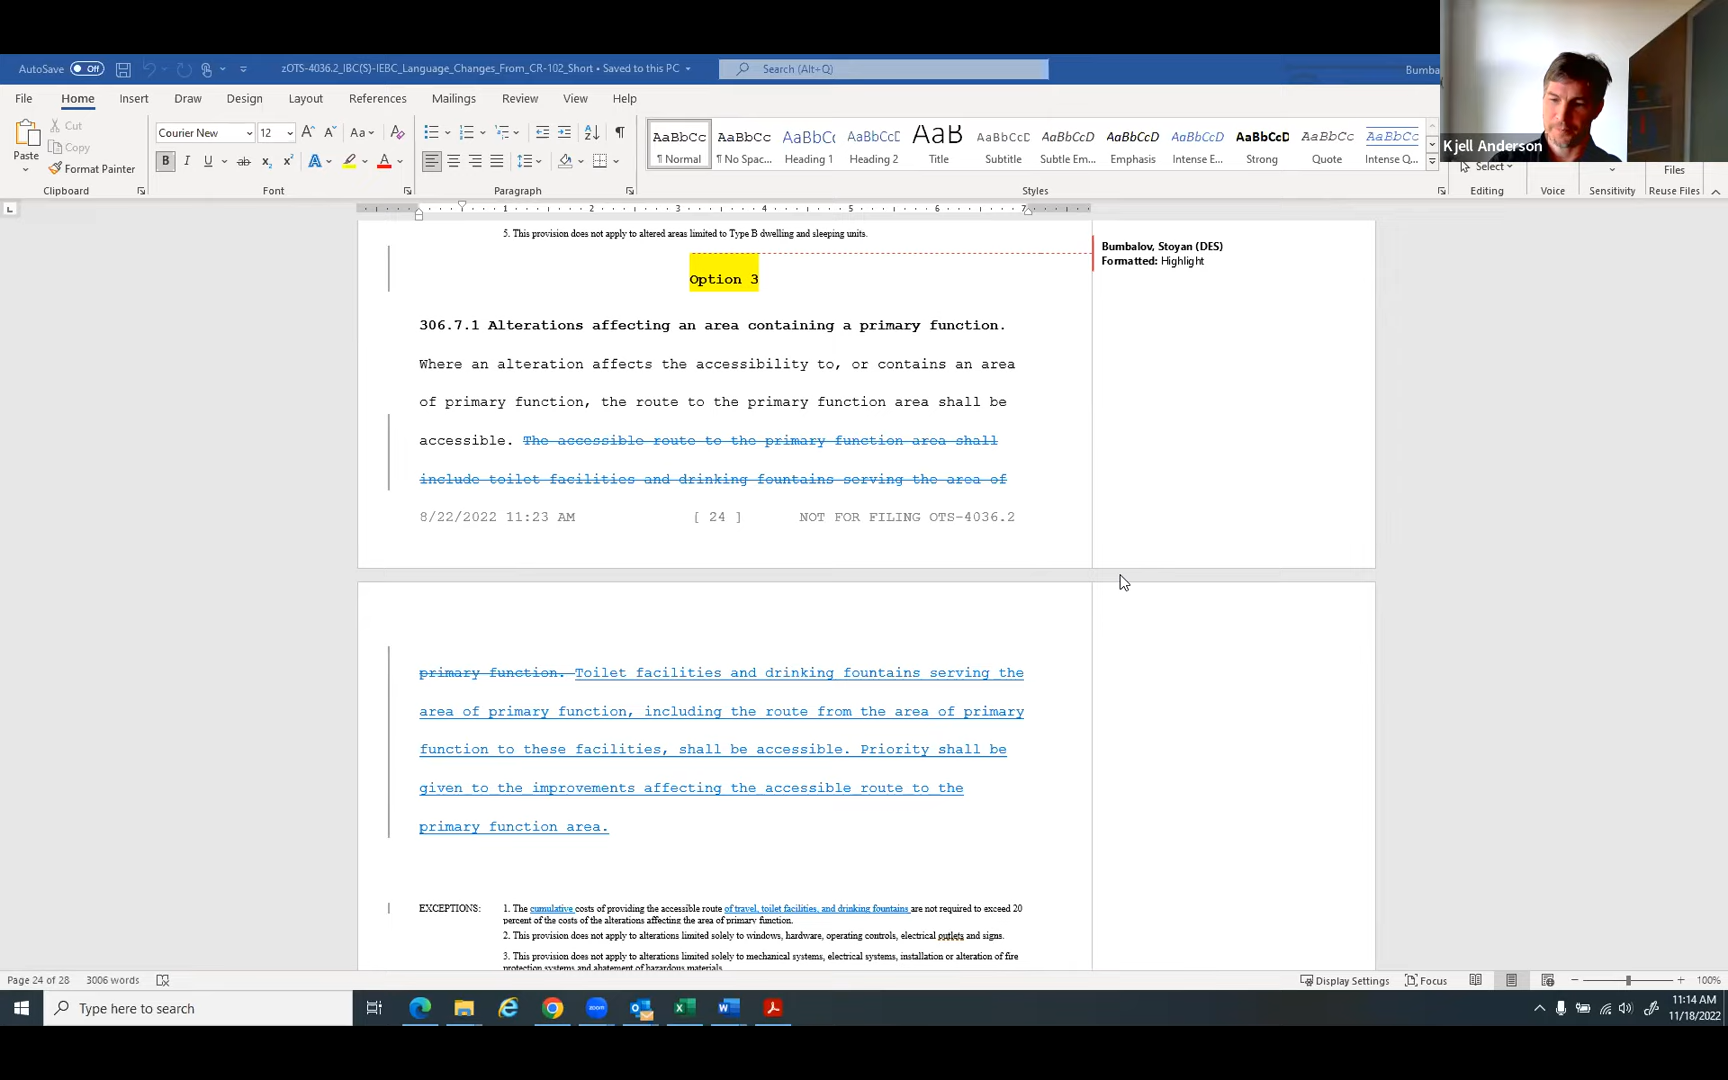 AutoSave Off zOTS-4036.2_IBC(S)-IEBC_Language_Changes_From_CR-102_Short • Saved to this PC Search (Alt+Q) Bumba
Kjell Anderson
File Home Insert Draw Design Layout References Mailings Review View Help
Paste
Cut
Copy
Format Painter
Clipboard
Courier New 12
Font
Paragraph
AaBbCc AaBbCc AaBbCc AaBbCcC AaB AaBbCcC AaBbCcD AaBbCcD AaBbCcD AaBbCcD AaBbCc AaBbCc
¶ Normal ¶ No Spac... Heading 1 Heading 2 Title Subtitle Subtle Em... Emphasis Intense E... Strong Quote Intense Q...
Styles
Select
Editing
Voice
Sensitivity
Files
Reuse Files
1 2 3 4 5 6 7
5. This provision does not apply to altered areas limited to Type B dwelling and sleeping units.
Bumbalov, Stoyan (DES)
Formatted: Highlight
Option 3
306.7.1 Alterations affecting an area containing a primary function.
Where an alteration affects the accessibility to, or contains an area
of primary function, the route to the primary function area shall be
accessible. The accessible route to the primary function area shall
include toilet facilities and drinking fountains serving the area of
8/22/2022 11:23 AM [ 24 ] NOT FOR FILING OTS-4036.2
primary function. Toilet facilities and drinking fountains serving the
area of primary function, including the route from the area of primary
function to these facilities, shall be accessible. Priority shall be
given to the improvements affecting the accessible route to the
primary function area.
EXCEPTIONS: 1. The cumulative costs of providing the accessible route of travel, toilet facilities, and drinking fountains are not required to exceed 20
percent of the costs of the alterations affecting the area of primary function.
2. This provision does not apply to alterations limited solely to windows, hardware, operating controls, electrical outlets and signs.
3. This provision does not apply to alterations limited solely to mechanical systems, electrical systems, installation or alteration of fire
protection systems and abatement of hazardous materials.
Page 24 of 28 3006 words Display Settings Focus 100%
Type here to search
11:14 AM
11/18/2022